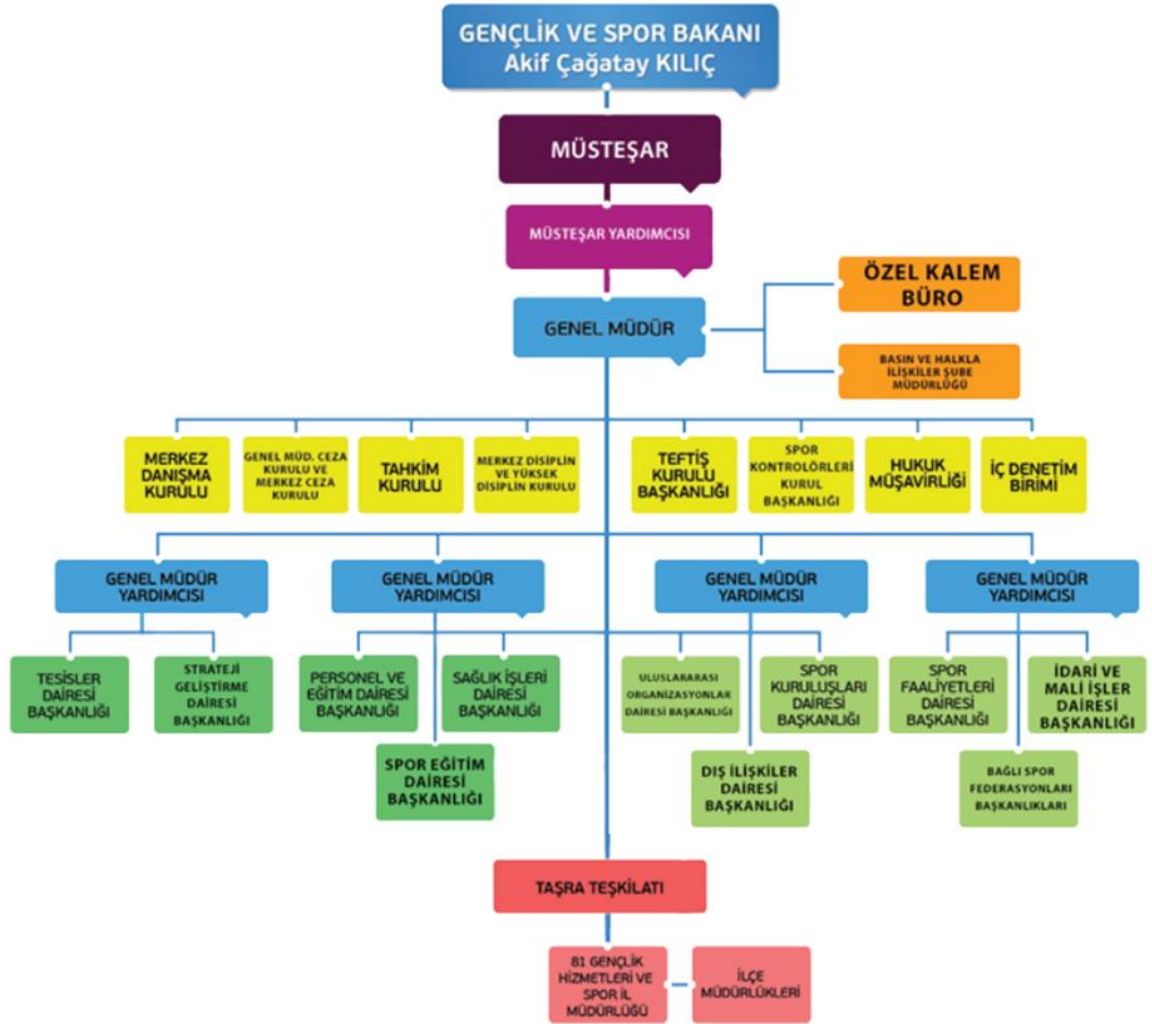 GENÇLİK VE SPOR BAKANI
Akif Çağatay KILIÇ
MÜSTEŞAR
MÜSTEŞAR YARDIMCISI
ÖZEL KALEM
BÜRO
GENEL MÜDÜR
BASIN VE HALKLA
İLİŞKİLER ŞUBE
MÜDÜRLÜĞÜ
MERKEZ
DANIŞMA
KURULU
GENEL MÜD. CEZA
KURULU VE
MERKEZ CEZA
KURULU
TAHKİM
KURULU
MERKEZ DİSİPLİN
VE YÜKSEK
DİSİPLİN KURULU
TEFTİŞ
KURULU
BAŞKANLIĞI
SPOR
KONTROLÖRLERİ
KURUL
BAŞKANLIĞI
HUKUK
MÜŞAVİRLİĞİ
İÇ DENETİM
BİRİMİ
GENEL MÜDÜR
YARDIMCISI
GENEL MÜDÜR
YARDIMCISI
GENEL MÜDÜR
YARDIMCISI
GENEL MÜDÜR
YARDIMCISI
TESİSLER
DAİRESİ
BAŞKANLIĞI
STRATEJİ
GELİŞTİRME
DAİRESİ
BAŞKANLIĞI
PERSONEL VE
EĞİTİM DAİRESİ
BAŞKANLIĞI
SAĞLIK İŞLERİ
DAİRESİ
BAŞKANLIĞI
ULUSLARARASI
ORGANİZASYONLAR
DAİRESİ BAŞKANLIĞI
SPOR
KURULUŞLARI
DAİRESİ
BAŞKANLIĞI
SPOR
FAALİYETLERİ
DAİRESİ
BAŞKANLIĞI
İDARİ VE
MALİ İŞLER
DAİRESİ
BAŞKANLIĞI
SPOR EĞİTİM
DAİRESİ
BAŞKANLIĞI
DIŞ İLİŞKİLER
DAİRESİ
BAŞKANLIĞI
BAĞLI SPOR
FEDERASYONLARI
BAŞKANLIKLARI
TAŞRA TEŞKİLATI
81 GENÇLİK
HİZMETLERİ VE
SPOR İL
MÜDÜRLÜĞÜ
İLÇE
MÜDÜRLÜKLERİ